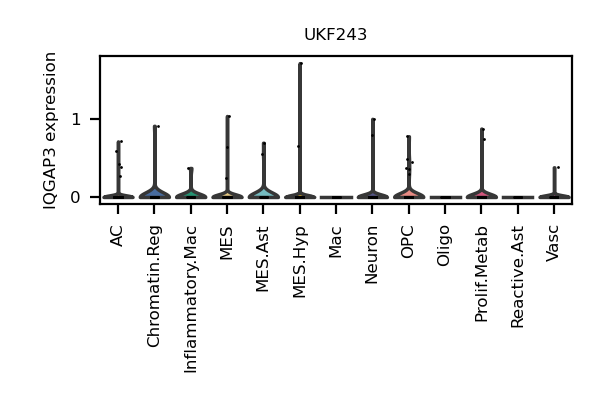 UKF243
IQGAP3 expression
1
0
AC
Chromatin.Reg
Inflammatory.Mac
MES
MES.Ast
MES.Hyp
Mac
Neuron
OPC
Oligo
Prolif.Metab
Reactive.Ast
Vasc